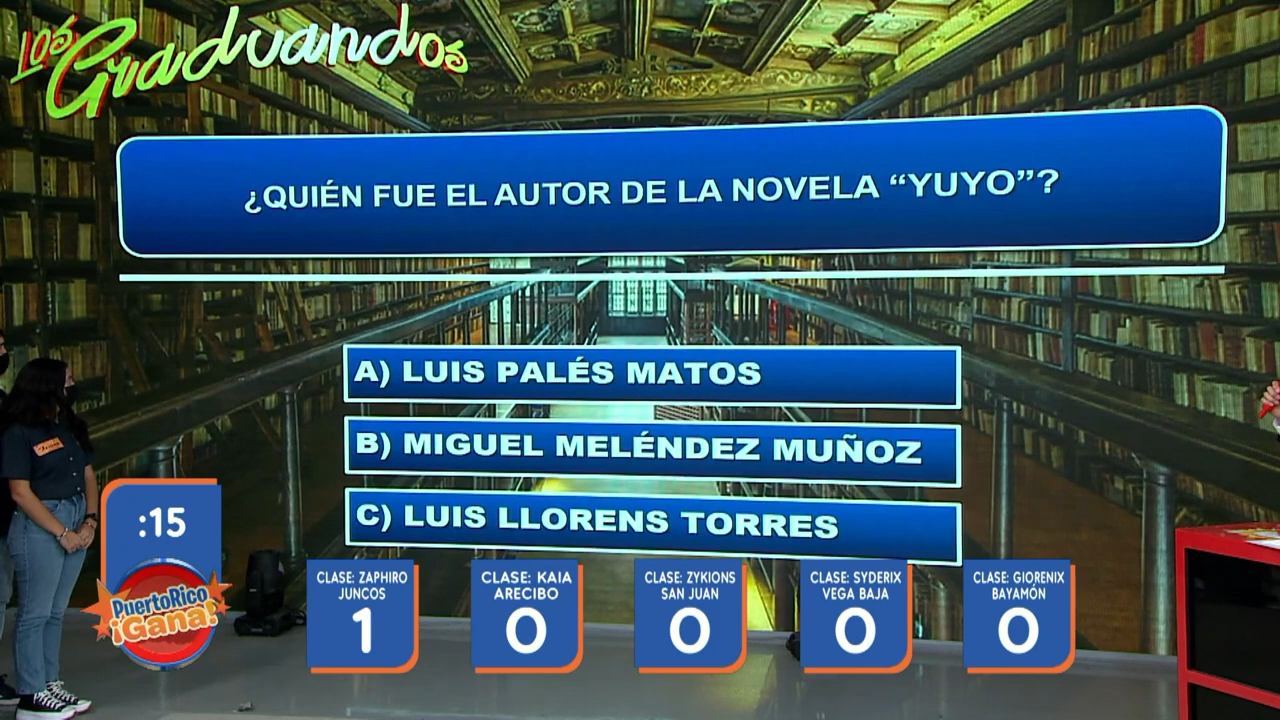 LOS Graduandos
¿QUIÉN FUE EL AUTOR DE LA NOVELA “YUYO”?
A) LUIS PALÉS MATOS
B) MIGUEL MELÉNDEZ MUÑOZ
C) LUIS LLORENS TORRES
:15
PuertoRico
¡Gana!
CLASE: ZAPHIRO
JUNCOS
1
CLASE: KAIA
ARECIBO
0
CLASE: ZYKIONS
SAN JUAN
0
CLASE: SYDERIX
VEGA BAJA
0
CLASE: GIORENIX
BAYAMÓN
0